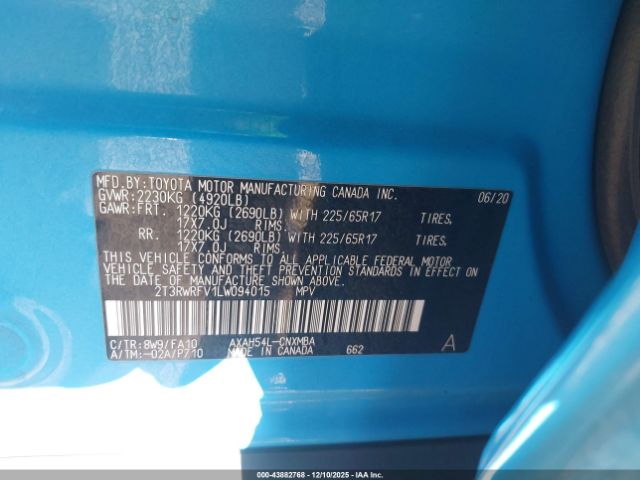 MFD.BY:TOYOTA MOTOR MANUFACTURING CANADA INC. 06/20
GVWR:2230KG (4920LB)
GAWR:FRT. 1220KG (2690LB) WITH 225/65R17 TIRES,
17X7.0J RIMS.
RR. 1220KG (2690LB) WITH 225/65R17 TIRES,
17X7.0J RIMS.
THIS VEHICLE CONFORMS TO ALL APPLICABLE FEDERAL MOTOR
VEHICLE SAFETY AND THEFT PREVENTION STANDARDS IN EFFECT
ON THE DATE OF MANUFACTURE SHOWN ABOVE.
2T3RWRFV1LW094015 MPV
C/TR:8W9/FA10 AXAH54L-CNXMBA
A/TM:-02A/P710 MADE IN CANADA 662 A
000-43882768 - 12/10/2025 - IAAI.COM